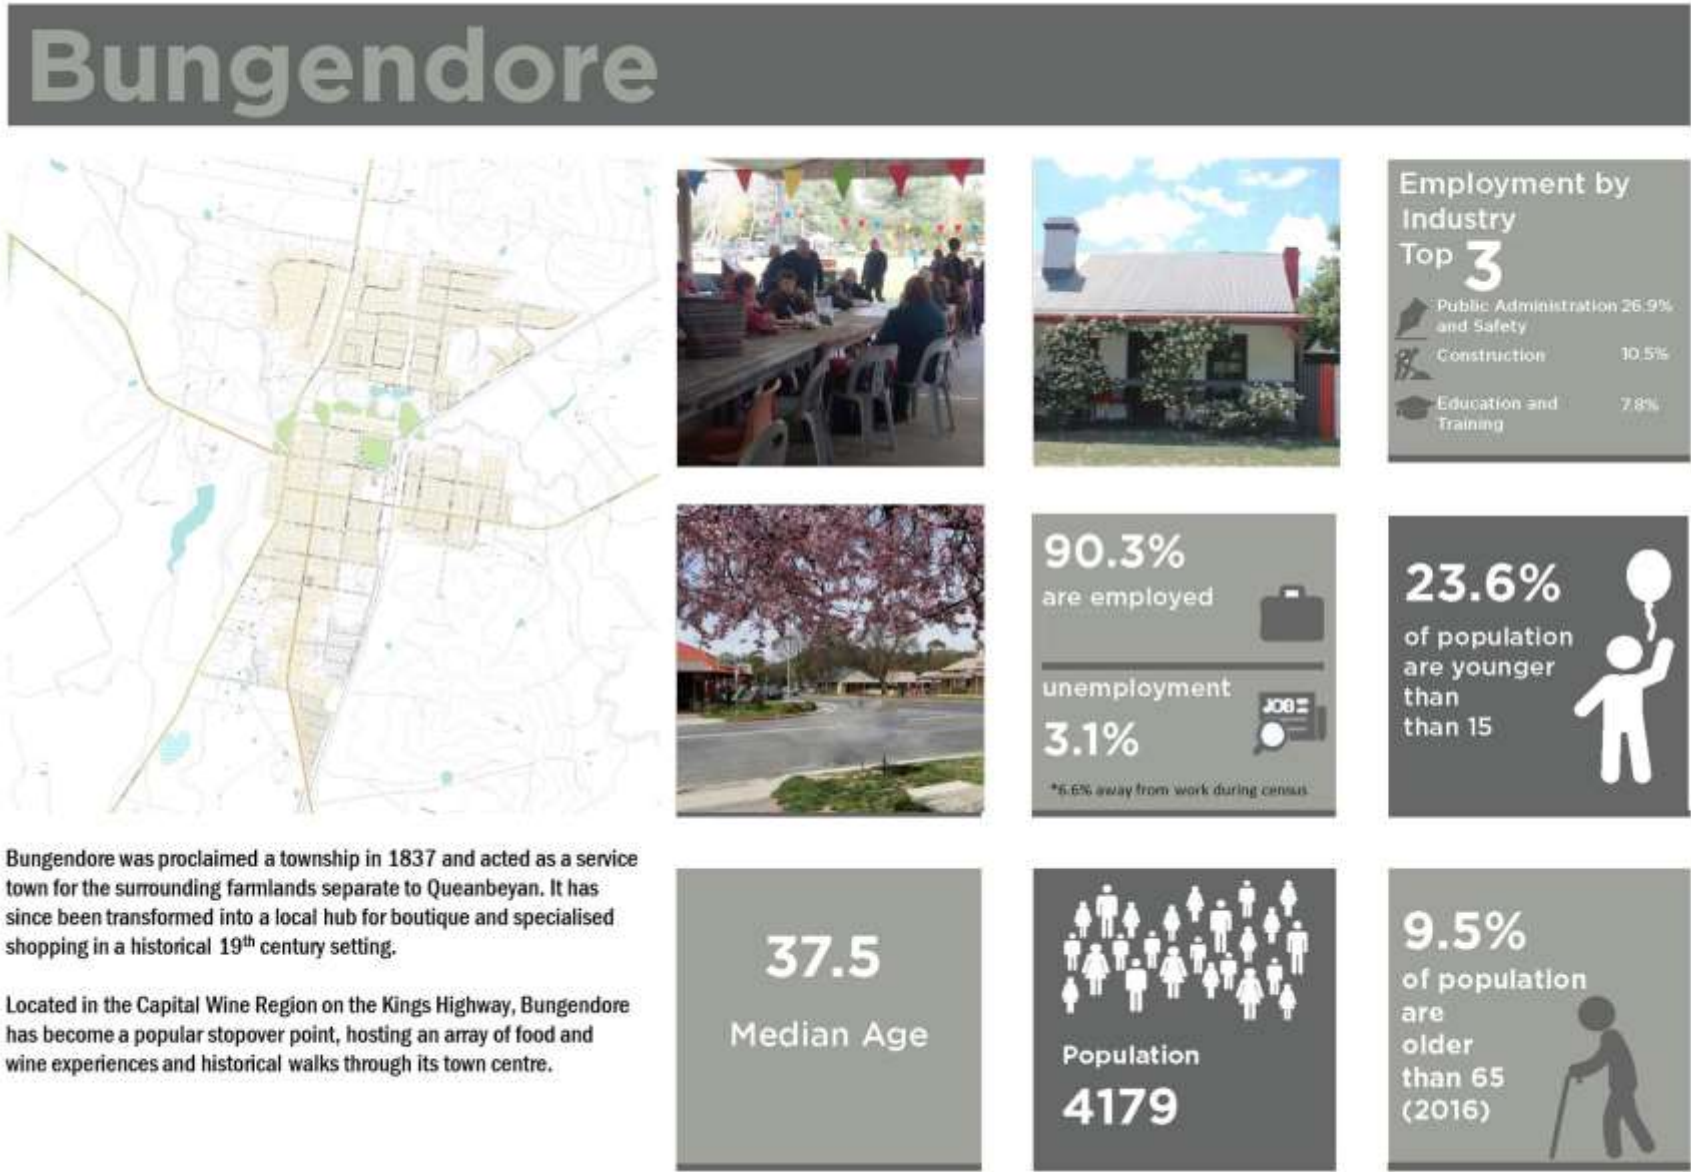 Bungendore
Employment by
Industry
Top 3
Public Administration 26.9%
and Safety
Construction 10.5%
Education and 7.8%
Training
90.3%
are employed
unemployment
JOB
3.1%
*6.6% away from work during census
23.6%
of population
are younger
than
than 15
Bungendore was proclaimed a township in 1837 and acted as a service
town for the surrounding farmlands separate to Queanbeyan. It has
since been transformed into a local hub for boutique and specialised
shopping in a historical 19th century setting.
Located in the Capital Wine Region on the Kings Highway, Bungendore
has become a popular stopover point, hosting an array of food and
wine experiences and historical walks through its town centre.
37.5
Median Age
Population
4179
9.5%
of population
are
older
than 65
(2016)